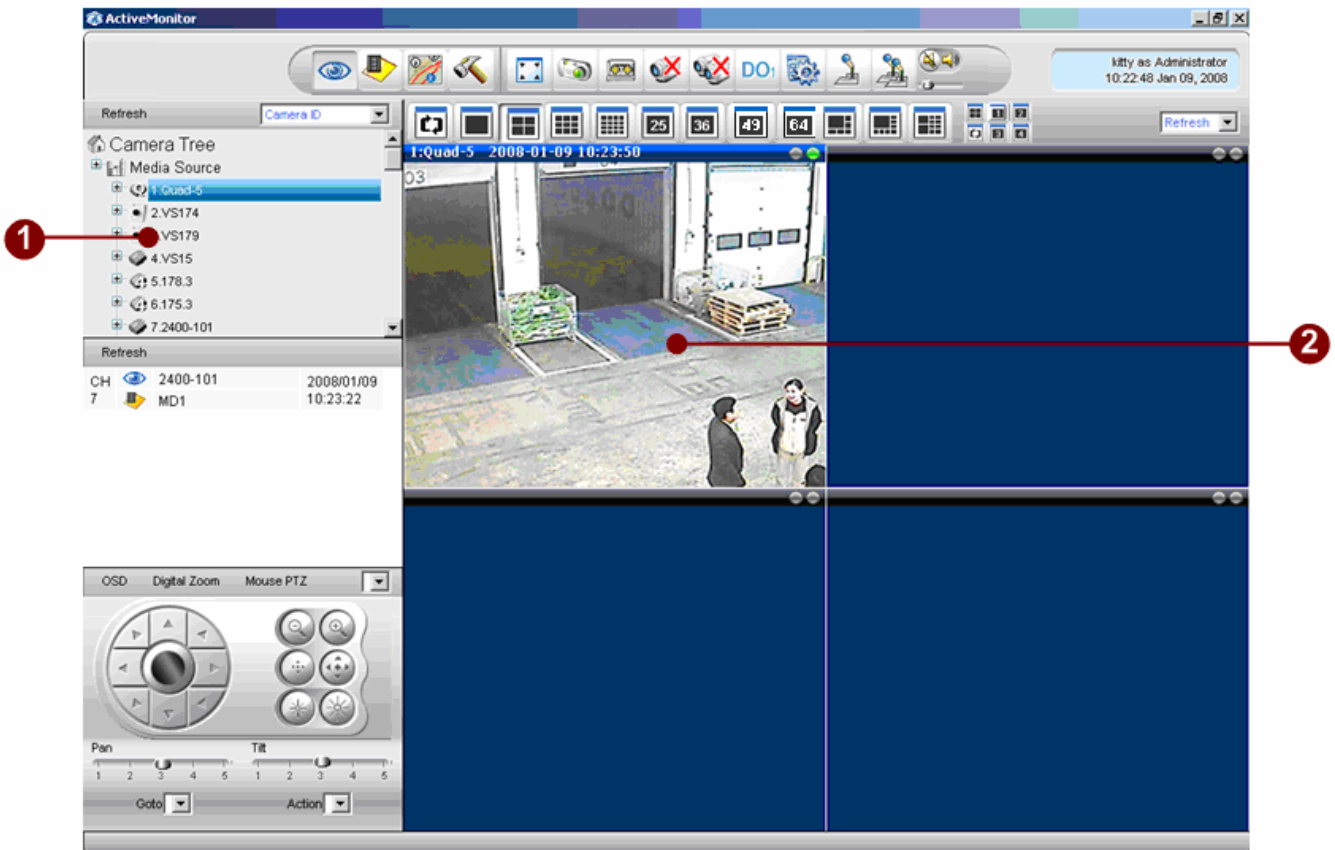 ActiveMonitor
DO1
kitty as Administrator
10:22:48 Jan 09, 2008
Refresh
Camera ID
25
36
49
64
1
2
3
4
Refresh
Camera Tree
Media Source
1.Quad-5
2.VS174
.VS179
4.VS15
5.178.3
6.175.3
7.2400-101
1
1:Quad-5 2008-01-09 10:23:50
03
2
Refresh
CH 2400-101 2008/01/09
7 MD1 10:23:22
OSD Digital Zoom Mouse PTZ
Pan
1 2 3 4 5
Tilt
1 2 3 4 5
Goto
Action